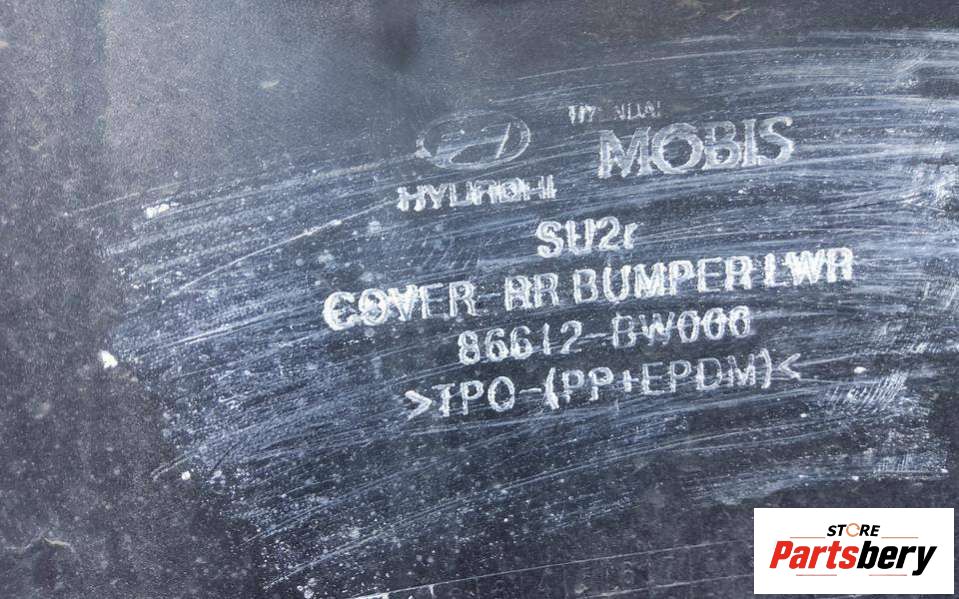 HYUNDAI
MOBIS
HYUNDAI
SU2r
COVER-RR BUMPER LWR
86612-BW000
>TPO-(PP+EPDM)<
STORE
Partsbery